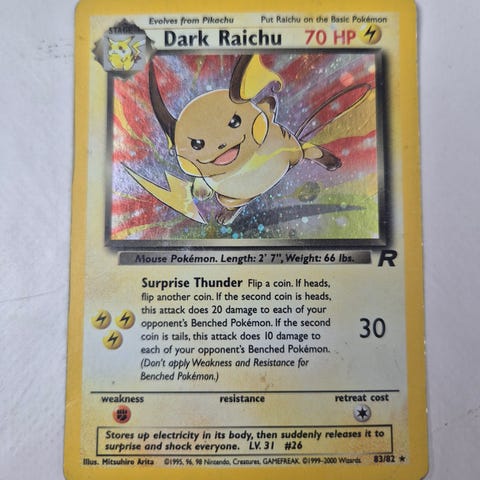 Evolves from Pikachu Put Raichu on the Basic Pokémon
STAGE
Dark Raichu 70 HP
Mouse Pokémon. Length: 2' 7", Weight: 66 lbs.
R
Surprise Thunder Flip a coin. If heads,
flip another coin. If the second coin is heads,
this attack does 20 damage to each of your
opponent's Benched Pokémon. If the second
coin is tails, this attack does 10 damage to
each of your opponent's Benched Pokémon.
(Don't apply Weakness and Resistance for
Benched Pokémon.)
30
weakness resistance retreat cost
Stores up electricity in its body, then suddenly releases it to
surprise and shock everyone. LV. 31 #26
Illus. Mitsuhiro Arita ©1995, 96, 98 Nintendo, Creatures, GAMEFREAK. ©1999-2000 Wizards. 83/82 ★